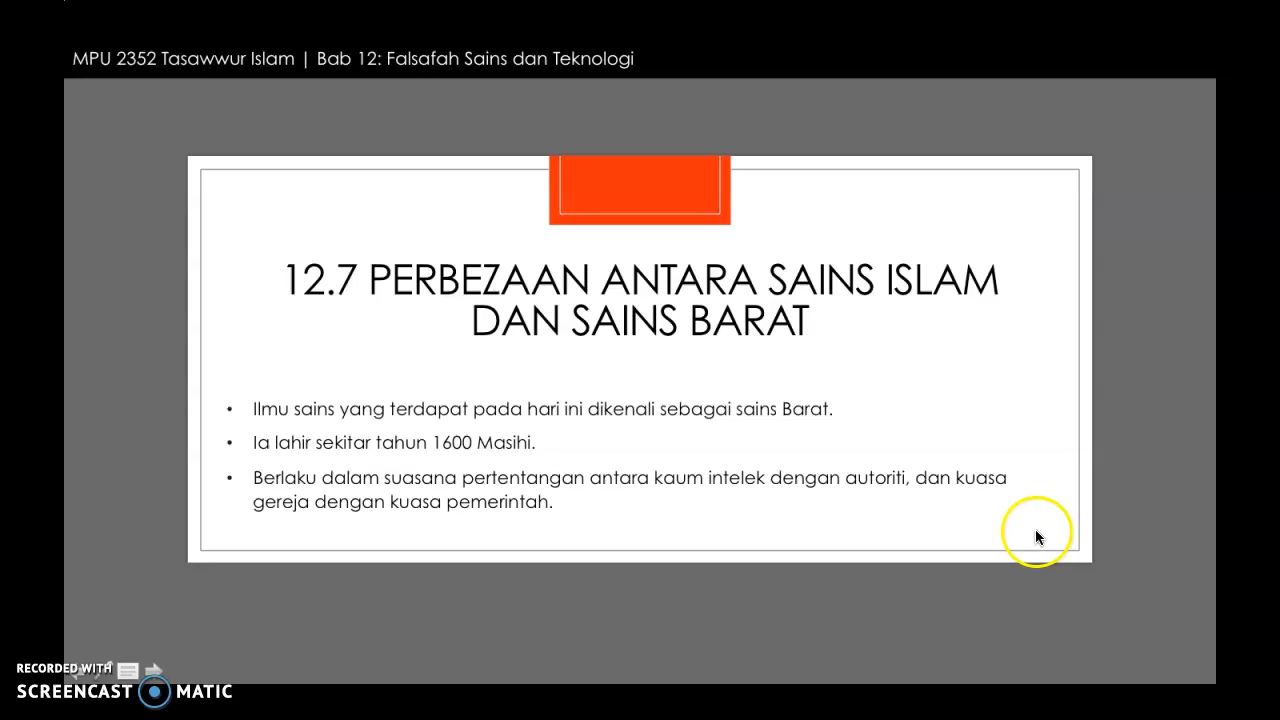 MPU 2352 Tasawwur Islam | Bab 12: Falsafah Sains dan Teknologi
12.7 PERBEZAAN ANTARA SAINS ISLAM
DAN SAINS BARAT
• Ilmu sains yang terdapat pada hari ini dikenali sebagai sains Barat.
• Ia lahir sekitar tahun 1600 Masihi.
• Berlaku dalam suasana pertentangan antara kaum intelek dengan autoriti, dan kuasa
gereja dengan kuasa pemerintah.
RECORDED WITH
SCREENCAST MATIC